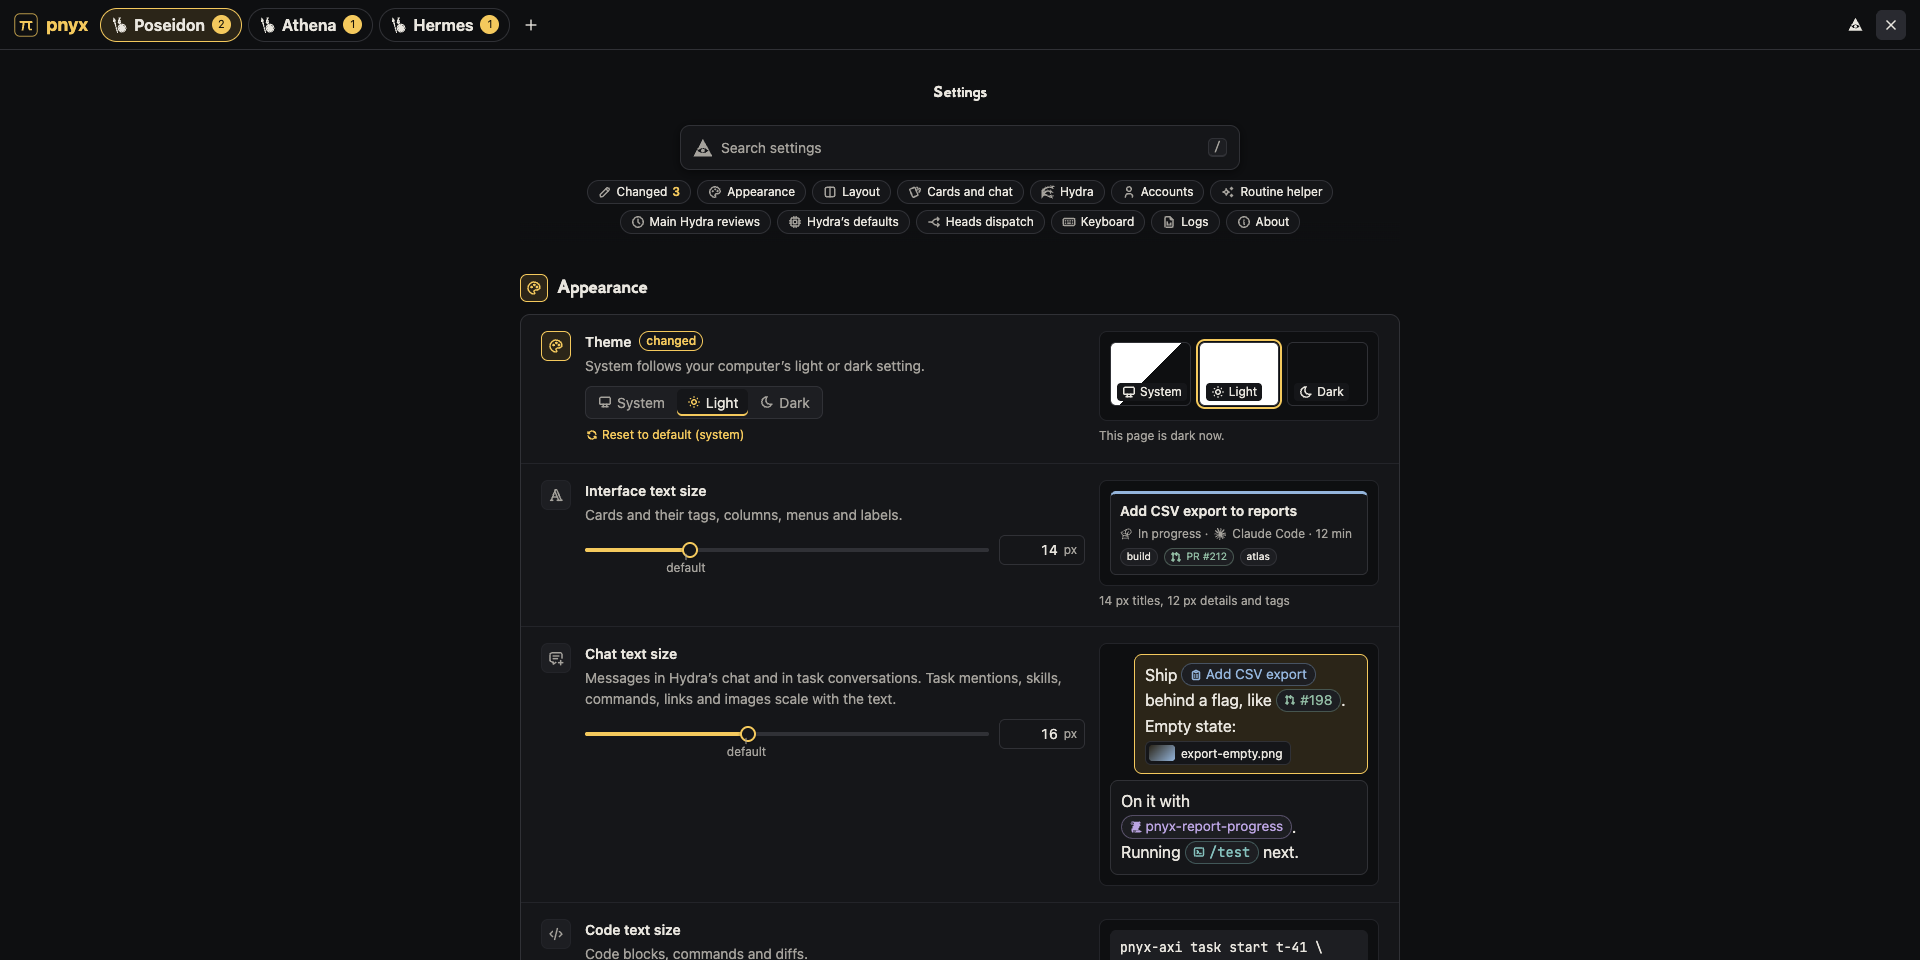 π pnyx Poseidon 2 Athena 1 Hermes 1 +
Settings
Search settings /
Changed 3 Appearance Layout Cards and chat Hydra Accounts Routine helper
Main Hydra reviews Hydra’s defaults Heads dispatch Keyboard Logs About
Appearance
Theme changed
System follows your computer’s light or dark setting.
System Light Dark
Reset to default (system)
System Light Dark
This page is dark now.
Interface text size
Cards and their tags, columns, menus and labels.
14 px
default
Add CSV export to reports
In progress · Claude Code · 12 min
build PR #212 atlas
14 px titles, 12 px details and tags
Chat text size
Messages in Hydra’s chat and in task conversations. Task mentions, skills,
commands, links and images scale with the text.
16 px
default
Ship Add CSV export
behind a flag, like #198.
Empty state:
export-empty.png
On it with
pnyx-report-progress.
Running /test next.
Code text size
Code blocks, commands and diffs.
pnyx-axi task start t-41 \